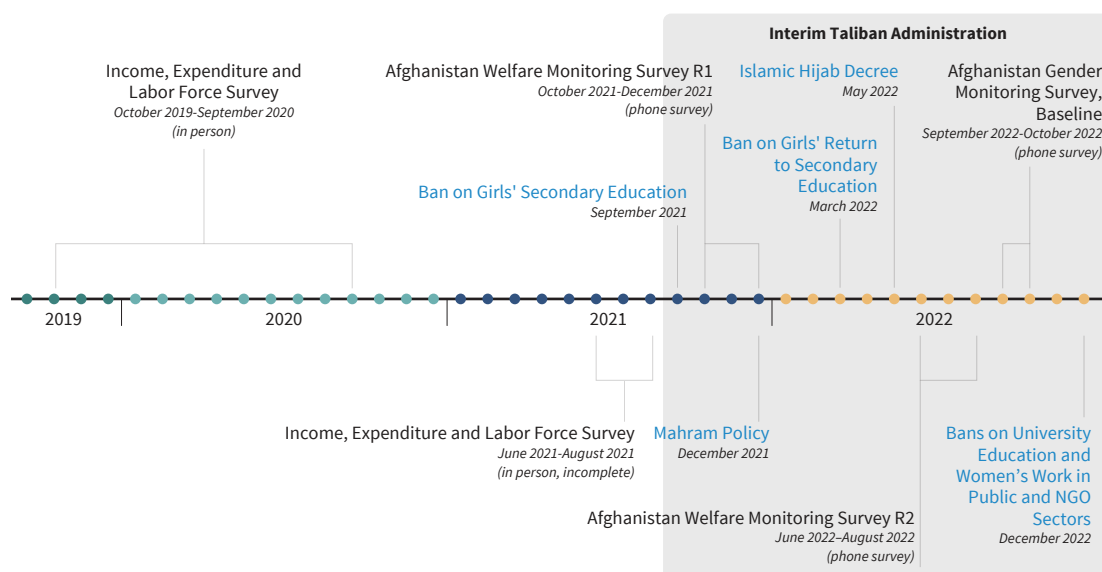 Interim Taliban Administration
Income, Expenditure and
Labor Force Survey
October 2019-September 2020
(in person)
Afghanistan Welfare Monitoring Survey R1
October 2021-December 2021
(phone survey)
Islamic Hijab Decree
May 2022
Afghanistan Gender
Monitoring Survey,
Baseline
September 2022-October 2022
(phone survey)
Ban on Girls' Return
to Secondary
Education
March 2022
Ban on Girls' Secondary Education
September 2021
2019
2020
2021
2022
Income, Expenditure and Labor Force Survey
June 2021-August 2021
(in person, incomplete)
Mahram Policy
December 2021
Bans on University
Education and
Women’s Work in
Public and NGO
Sectors
December 2022
Afghanistan Welfare Monitoring Survey R2
June 2022–August 2022
(phone survey)